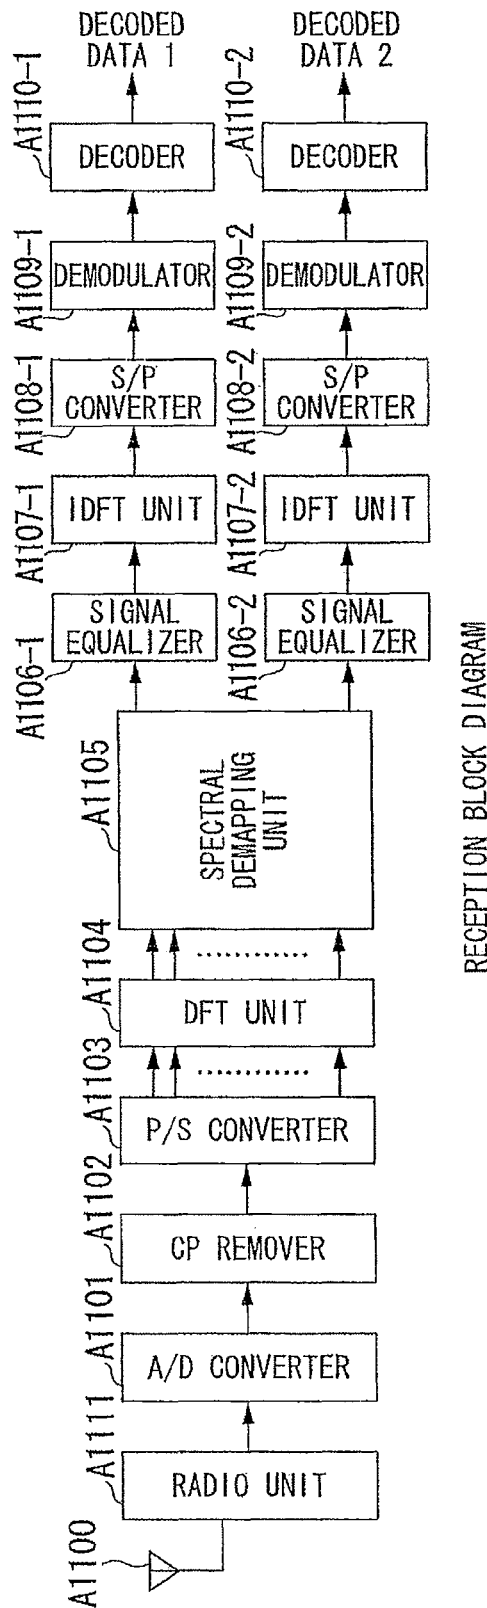 DECODED
DATA 1
DECODED
DATA 2
A1110-1
DECODER
A1110-2
DECODER
A1109-1
DEMODULATOR
A1109-2
DEMODULATOR
A1108-1
S/P
CONVERTER
A1108-2
S/P
CONVERTER
A1107-1
IDFT UNIT
A1107-2
IDFT UNIT
A1106-1
SIGNAL
EQUALIZER
A1106-2
SIGNAL
EQUALIZER
A1105
SPECTRAL
DEMAPPING
UNIT
A1104
DFT UNIT
A1103
P/S CONVERTER
A1102
CP REMOVER
A1101
A/D CONVERTER
A1111
RADIO UNIT
A1100
RECEPTION BLOCK DIAGRAM